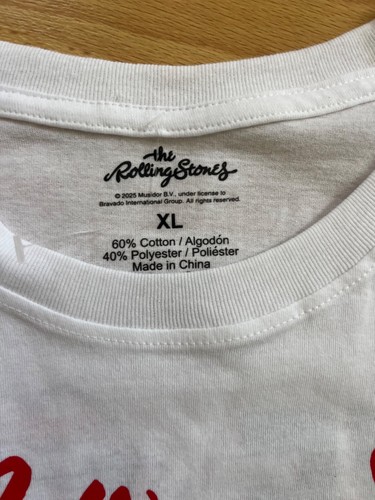 the
Rolling Stones
© 2025 Musidor B.V., under license to
Bravado International Group. All rights reserved.
XL
60% Cotton / Algodón
40% Polyester / Poliéster
Made in China